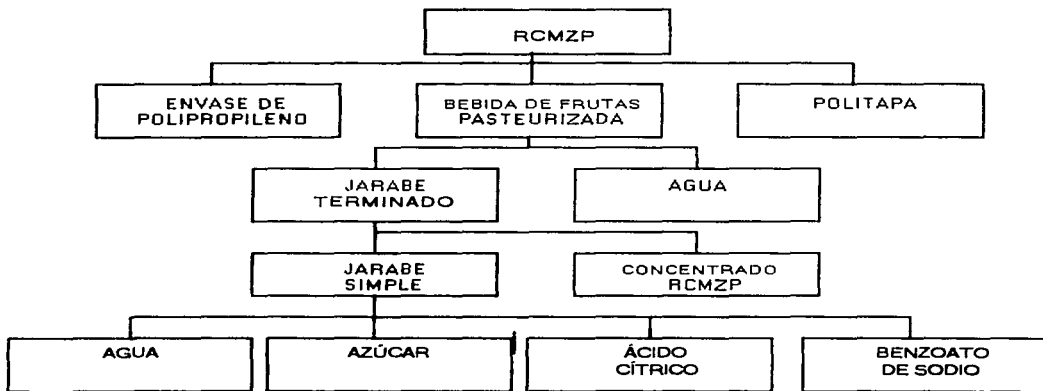 RCMZP
ENVASE DE
POLIPROPILENO
BEBIDA DE FRUTAS
PASTEURIZADA
POLITAPA
JARABE
TERMINADO
AGUA
JARABE
SIMPLE
CONCENTRADO
RCMZP
AGUA
AZÚCAR
ÁCIDO
CÍTRICO
BENZOATO
DE SODIO